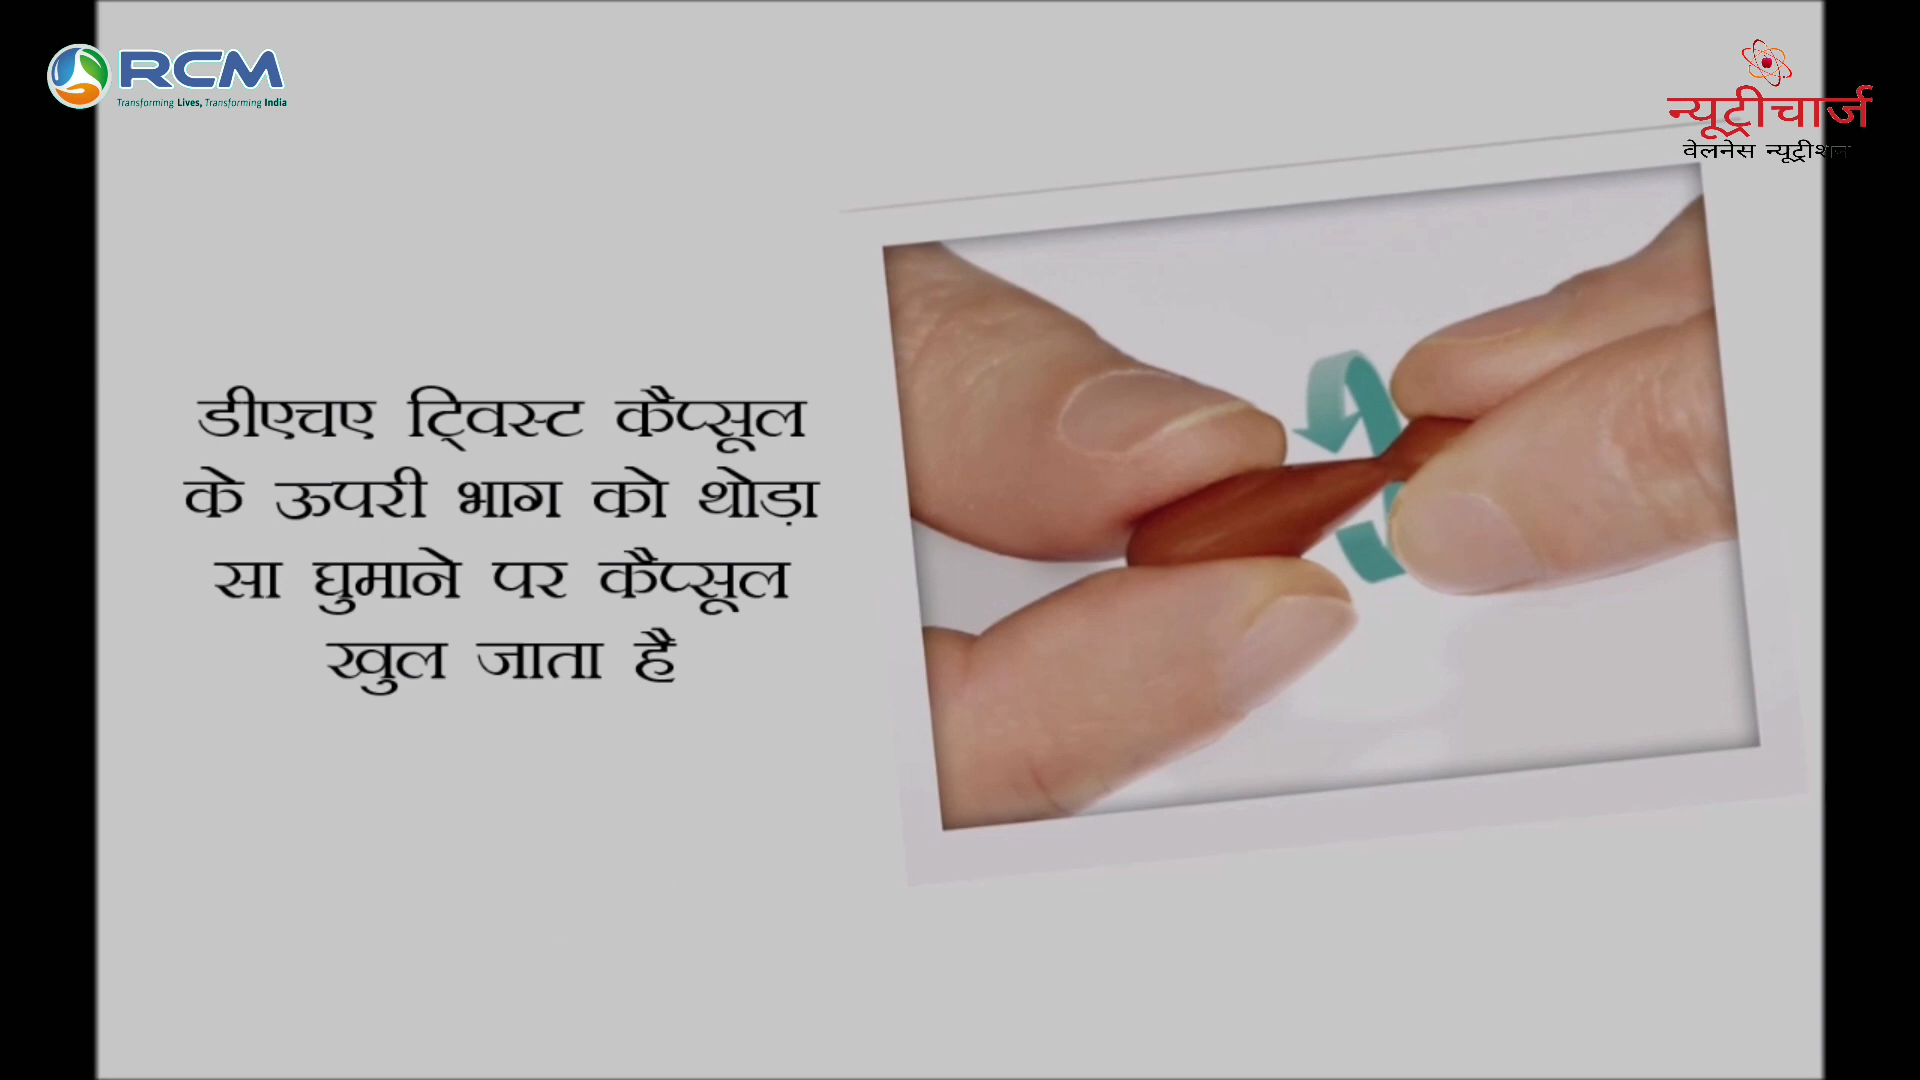 RCM
Transforming Lives, Transforming India
न्यूट्रीचार्ज
वेलनेस न्यूट्रीशन
डीएचए ट्विस्ट कैप्सूल
के ऊपरी भाग को थोड़ा
सा घुमाने पर कैप्सूल
खुल जाता है